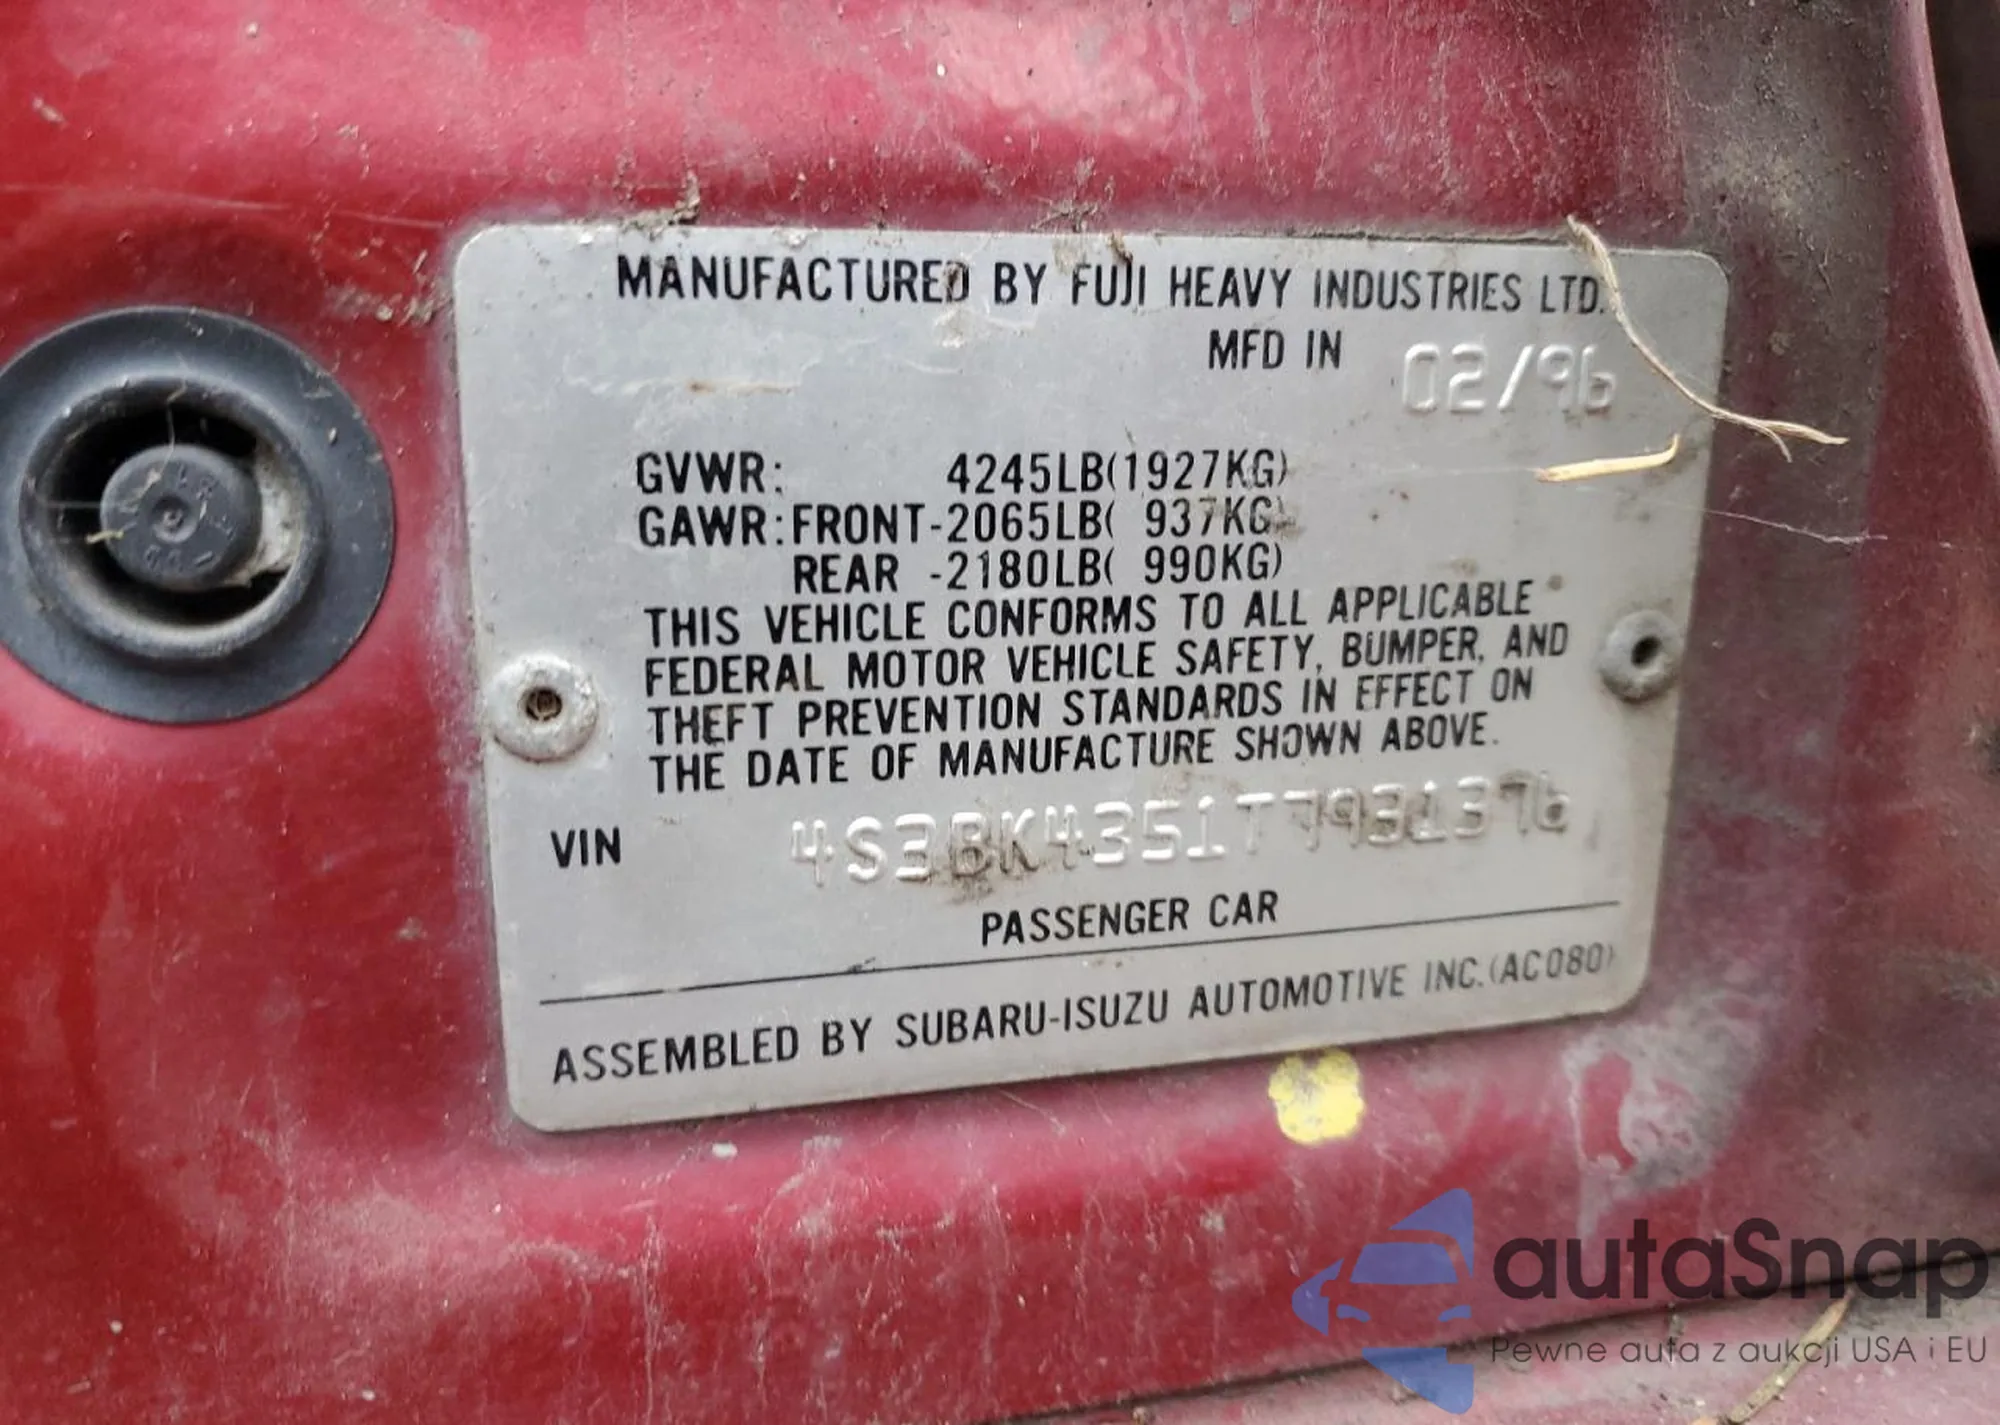 MANUFACTURED BY FUJI HEAVY INDUSTRIES LTD.
MFD IN 02/96
GVWR: 4245LB(1927KG)
GAWR:FRONT-2065LB( 937KG)
REAR -2180LB( 990KG)
THIS VEHICLE CONFORMS TO ALL APPLICABLE
FEDERAL MOTOR VEHICLE SAFETY, BUMPER, AND
THEFT PREVENTION STANDARDS IN EFFECT ON
THE DATE OF MANUFACTURE SHOWN ABOVE.
VIN 4S3BK4351T7931376
PASSENGER CAR
ASSEMBLED BY SUBARU-ISUZU AUTOMOTIVE INC.(AC080)
autaSnap
Pewne auta z aukcji USA i EU